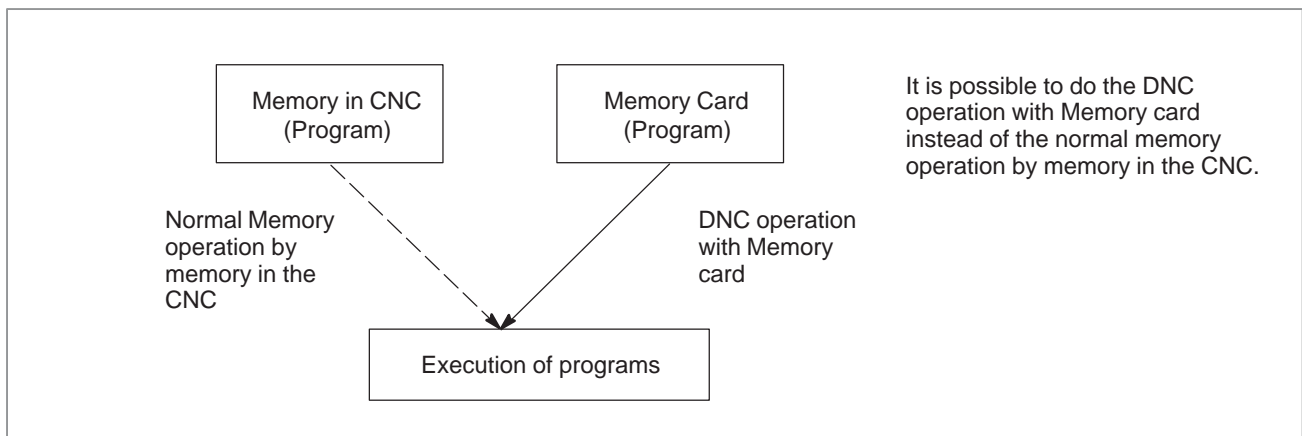 Memory in CNC
(Program)
Memory Card
(Program)
It is possible to do the DNC
operation with Memory card
instead of the normal memory
operation by memory in the CNC.
Normal Memory
operation by
memory in the
CNC
DNC operation
with Memory
card
Execution of programs